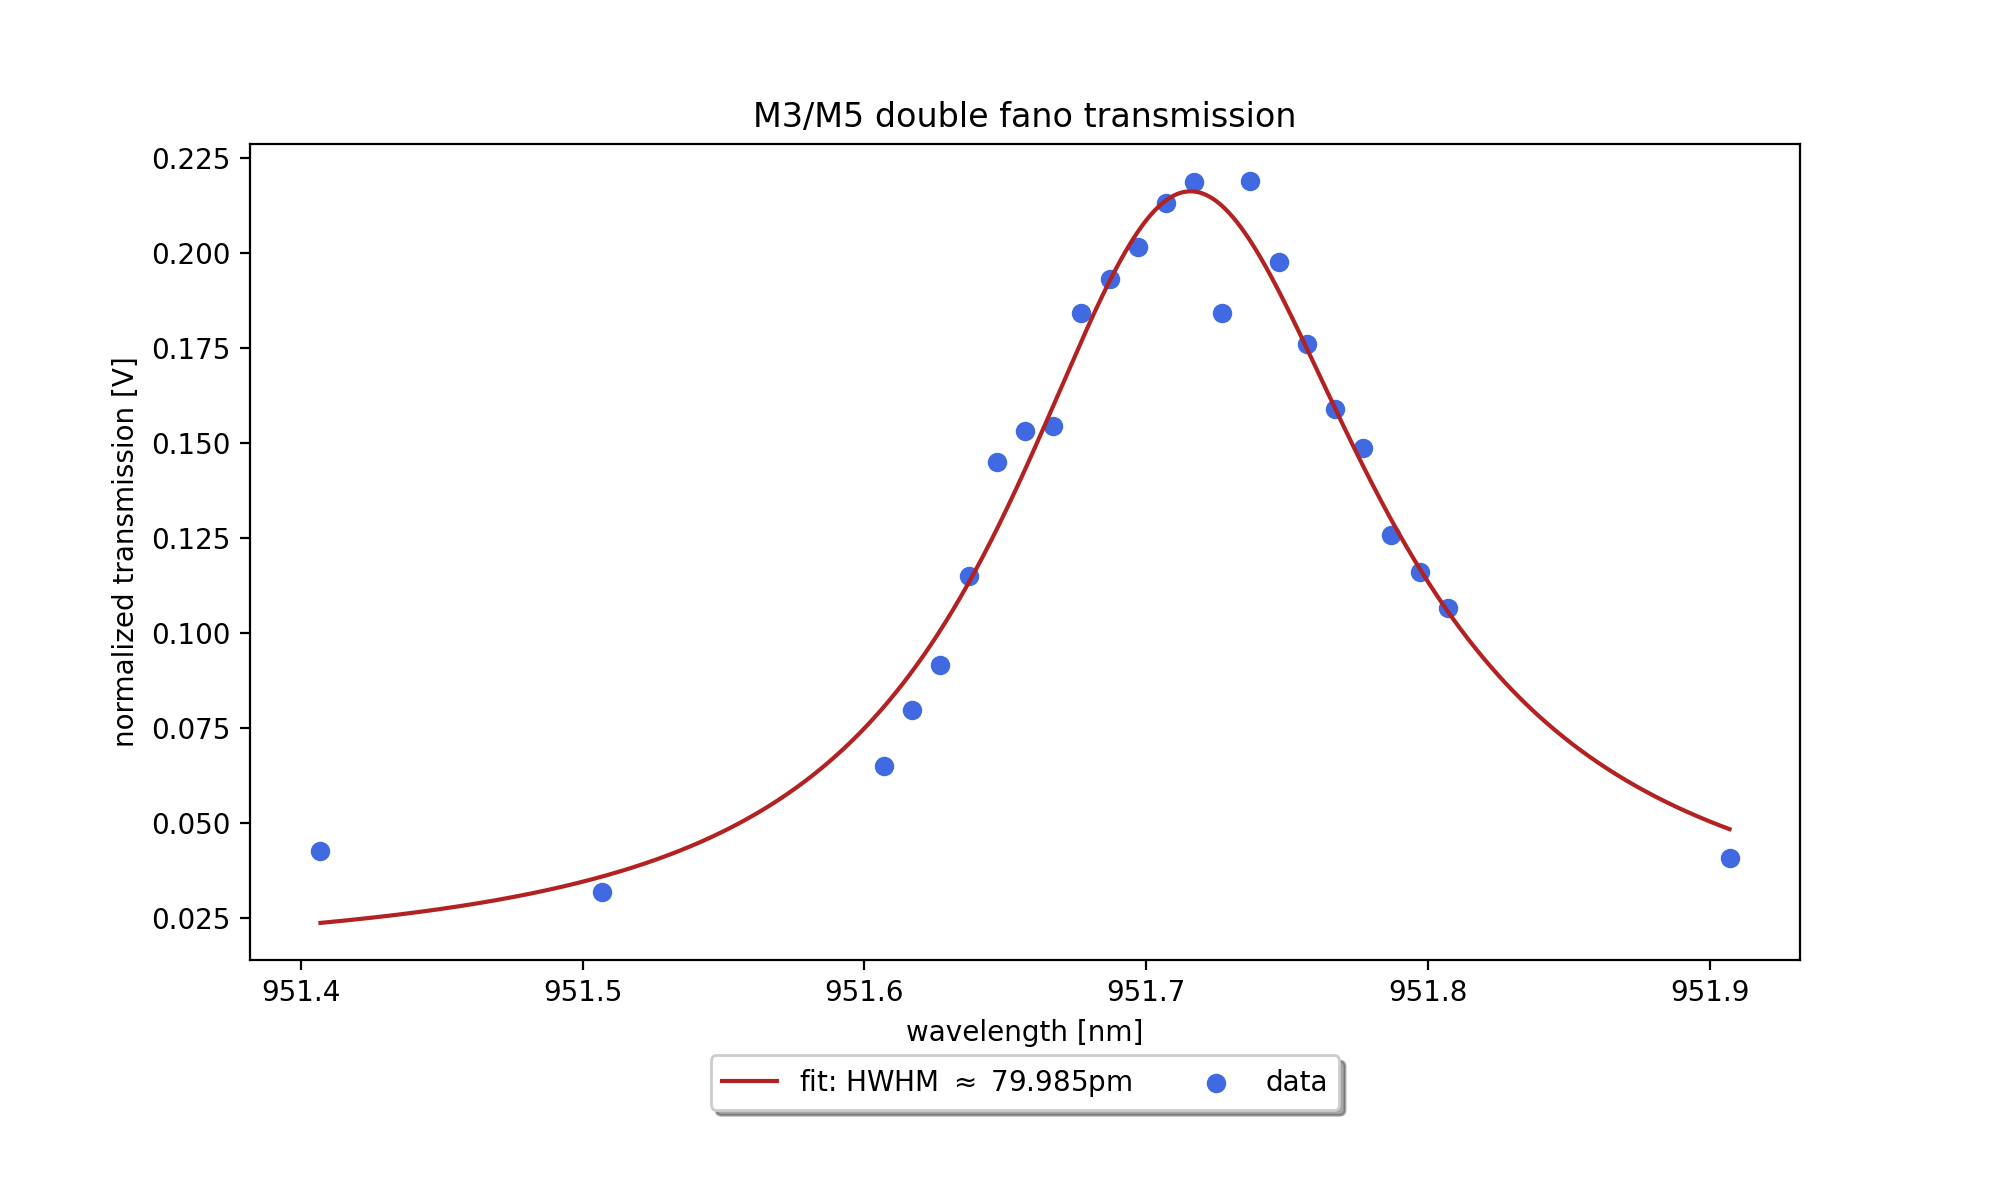 M3/M5 double fano transmission
normalized transmission [V]
0.225
0.200
0.175
0.150
0.125
0.100
0.075
0.050
0.025
951.4 951.5 951.6 951.7 951.8 951.9
wavelength [nm]
fit: HWHM ≈ 79.985pm data